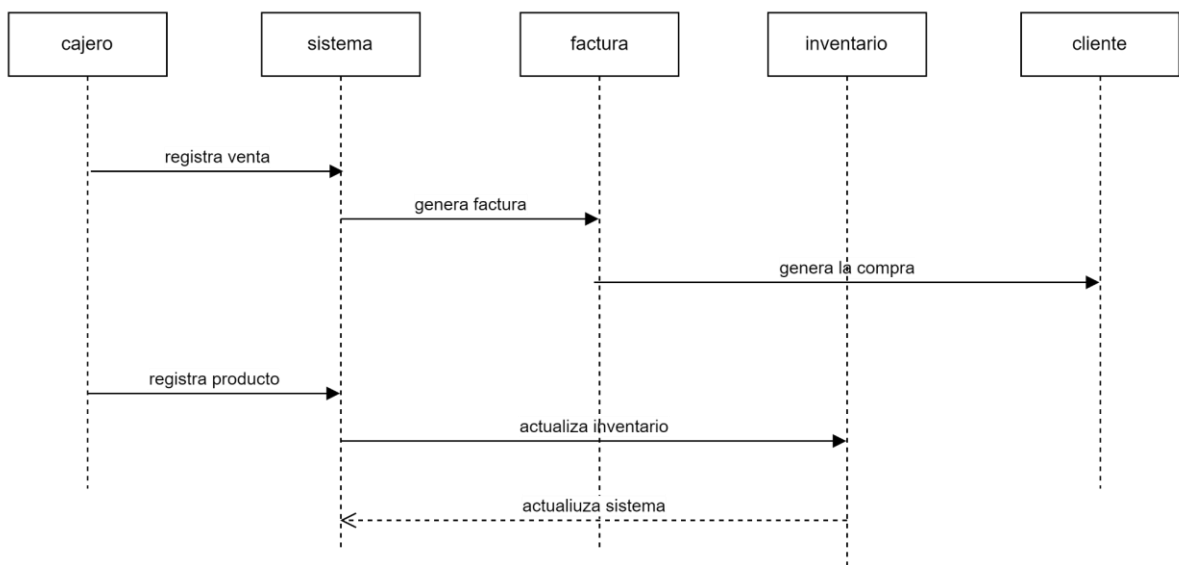 cajero
sistema
factura
inventario
cliente
registra venta
genera factura
genera la compra
registra producto
actualiza inventario
actualiuza sistema